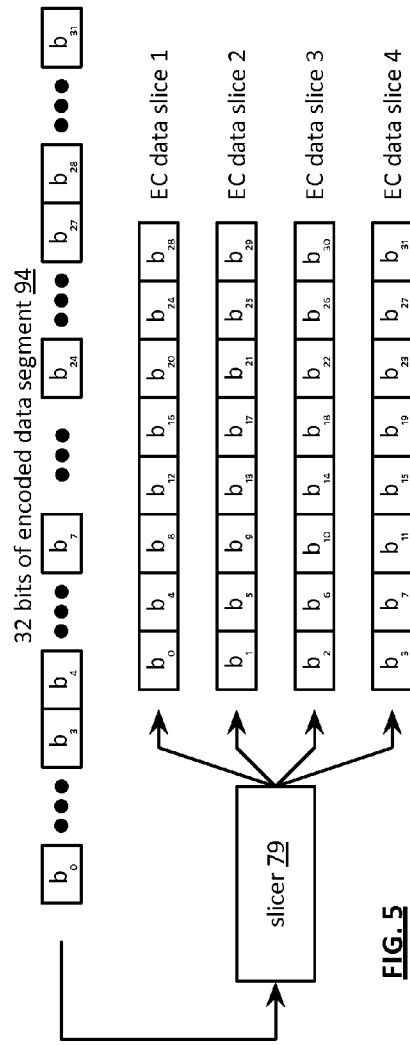 32 bits of encoded data segment 94
b0 ●●● b3 b4 ●●● b7 ●●● b24 ●●● b27 b28 ●●● b31
b0 b4 b8 b12 b16 b20 b24 b28 EC data slice 1
b1 b5 b9 b13 b17 b21 b25 b29 EC data slice 2
slicer 79
b2 b6 b10 b14 b18 b22 b26 b30 EC data slice 3
b3 b7 b11 b15 b19 b23 b27 b31 EC data slice 4
FIG. 5